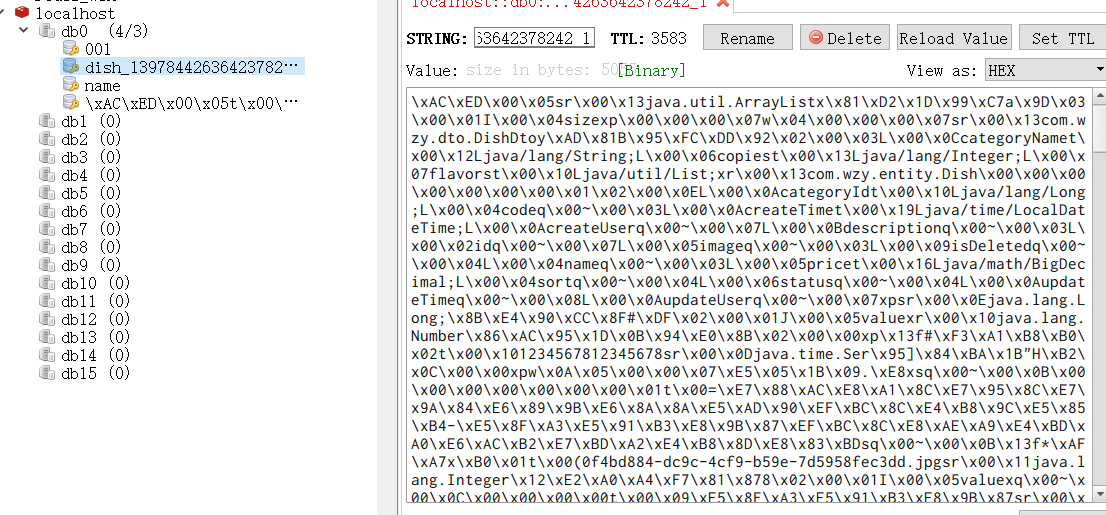 localhost
db0 (4/3)
001
dish_13978442636423782···
name
\xAC\xED\x00\x05t\x00\···
db1 (0)
db2 (0)
db3 (0)
db4 (0)
db5 (0)
db6 (0)
db7 (0)
db8 (0)
db9 (0)
db10 (0)
db11 (0)
db12 (0)
db13 (0)
db14 (0)
db15 (0)
localhost::db0:...4263642378242_1
STRING: 63642378242_1 TTL: 3583 Rename Delete Reload Value Set TTL
Value: size in bytes: [Binary] View as: HEX
\xAC\xED\x00\x05sr\x00\x13java.util.ArrayListx\x81\xD2\x1D\x99\xC7a\x9D\x03
\x00\x01I\x00\x04sizexp\x00\x00\x00\x07w\x04\x00\x00\x00\x07sr\x00\x13com.w
zy.dto.DishDtoy\xAD\x81B\x95\xFC\xDD\x92\x02\x00\x03L\x00\x0CcategoryNamet
\x00\x12Ljava/lang/String;L\x00\x06copiest\x00\x13Ljava/lang/Integer;L\x00\x
07flavorst\x00\x10Ljava/util/List;xr\x00\x13com.wzy.entity.Dish\x00\x00\x00
\x00\x00\x00\x00\x01\x02\x00\x0EL\x00\x0AcategoryIdt\x00\x10Ljava/lang/Long
;L\x00\x04codeq\x00~\x00\x03L\x00\x0AcreateTimet\x00\x19Ljava/time/LocalDat
eTime;L\x00\x0AcreateUserq\x00~\x00\x07L\x00\x0Bdescriptionq\x00~\x00\x03L
\x00\x02idq\x00~\x00\x07L\x00\x05imageq\x00~\x00\x03L\x00\x09isDeletedq\x00~
\x00\x04L\x00\x04nameq\x00~\x00\x03L\x00\x05pricet\x00\x16Ljava/math/BigDec
imal;L\x00\x04sortq\x00~\x00\x04L\x00\x06statusq\x00~\x00\x04L\x00\x0Aupdat
eTimeq\x00~\x00\x08L\x00\x0AupdateUserq\x00~\x00\x07xpsr\x00\x0Ejava.lang.L
ong;\x8B\xE4\x90\xCC\x8F#\xDF\x02\x00\x01J\x00\x05valuexr\x00\x10java.lang.
Number\x86\xAC\x95\x1D\x0B\x94\xE0\x8B\x02\x00\x00xp\x13f#\xF3\xA1\xB8\xB0
\x02t\x00\x101234567812345678sr\x00\x0Djava.time.Ser\x95]\x84\xBA\x1B"H\xB2
\x0C\x00\x00xpw\x0A\x05\x00\x00\x07\xE5\x05\x1B\x09.\xE8xsq\x00~\x00\x0B\x00
\x00\x00\x00\x00\x00\x00\x01t\x00=\xE7\x88\xAC\xE8\xA1\x8C\xE7\x95\x8C\xE7\x
9A\x84\xE6\x89\x9B\xE6\x8A\x8A\xE5\xAD\x90\xEF\xBC\x8C\xE4\xB8\x9C\xE5\x85
\xB4-\xE5\x8F\xA3\xE5\x91\xB3\xE8\x9B\x87\xEF\xBC\x8C\xE8\xAE\xA9\xE4\xBD\x
A0\xE6\xAC\xB2\xE7\xBD\xA2\xE4\xB8\x8D\xE8\x83\xBDsq\x00~\x00\x0B\x13f*\xAF
\xA7x\xB0\x01t\x00(0f4bd884-dc9c-4cf9-b59e-7d5958fec3dd.jpgsr\x00\x11java.l
ang.Integer\x12\xE2\xA0\xA4\xF7\x81\x878\x02\x00\x01I\x00\x05valuexq\x00~\x
00\x0C\x00\x00\x00\x00t\x00\x09\xE5\x8F\xA3\xE5\x91\xB3\xE8\x9B\x87sr\x00\x